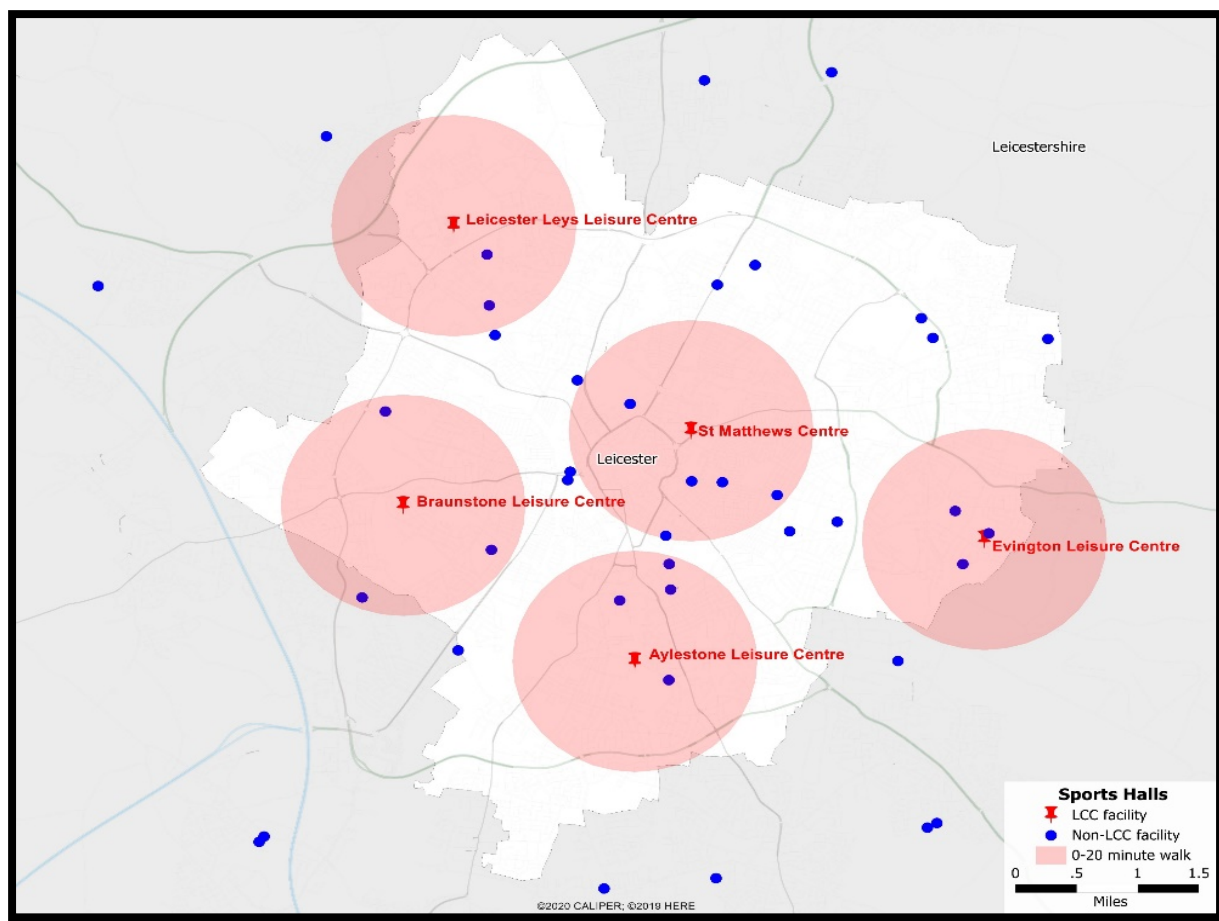 Leicestershire
Leicester Leys Leisure Centre
St Matthews Centre
Leicester
Braunstone Leisure Centre
Evington Leisure Centre
Aylestone Leisure Centre
Sports Halls
LCC facility
Non-LCC facility
0-20 minute walk
0 .5 1 1.5
Miles
©2020 CALIPER; ©2019 HERE